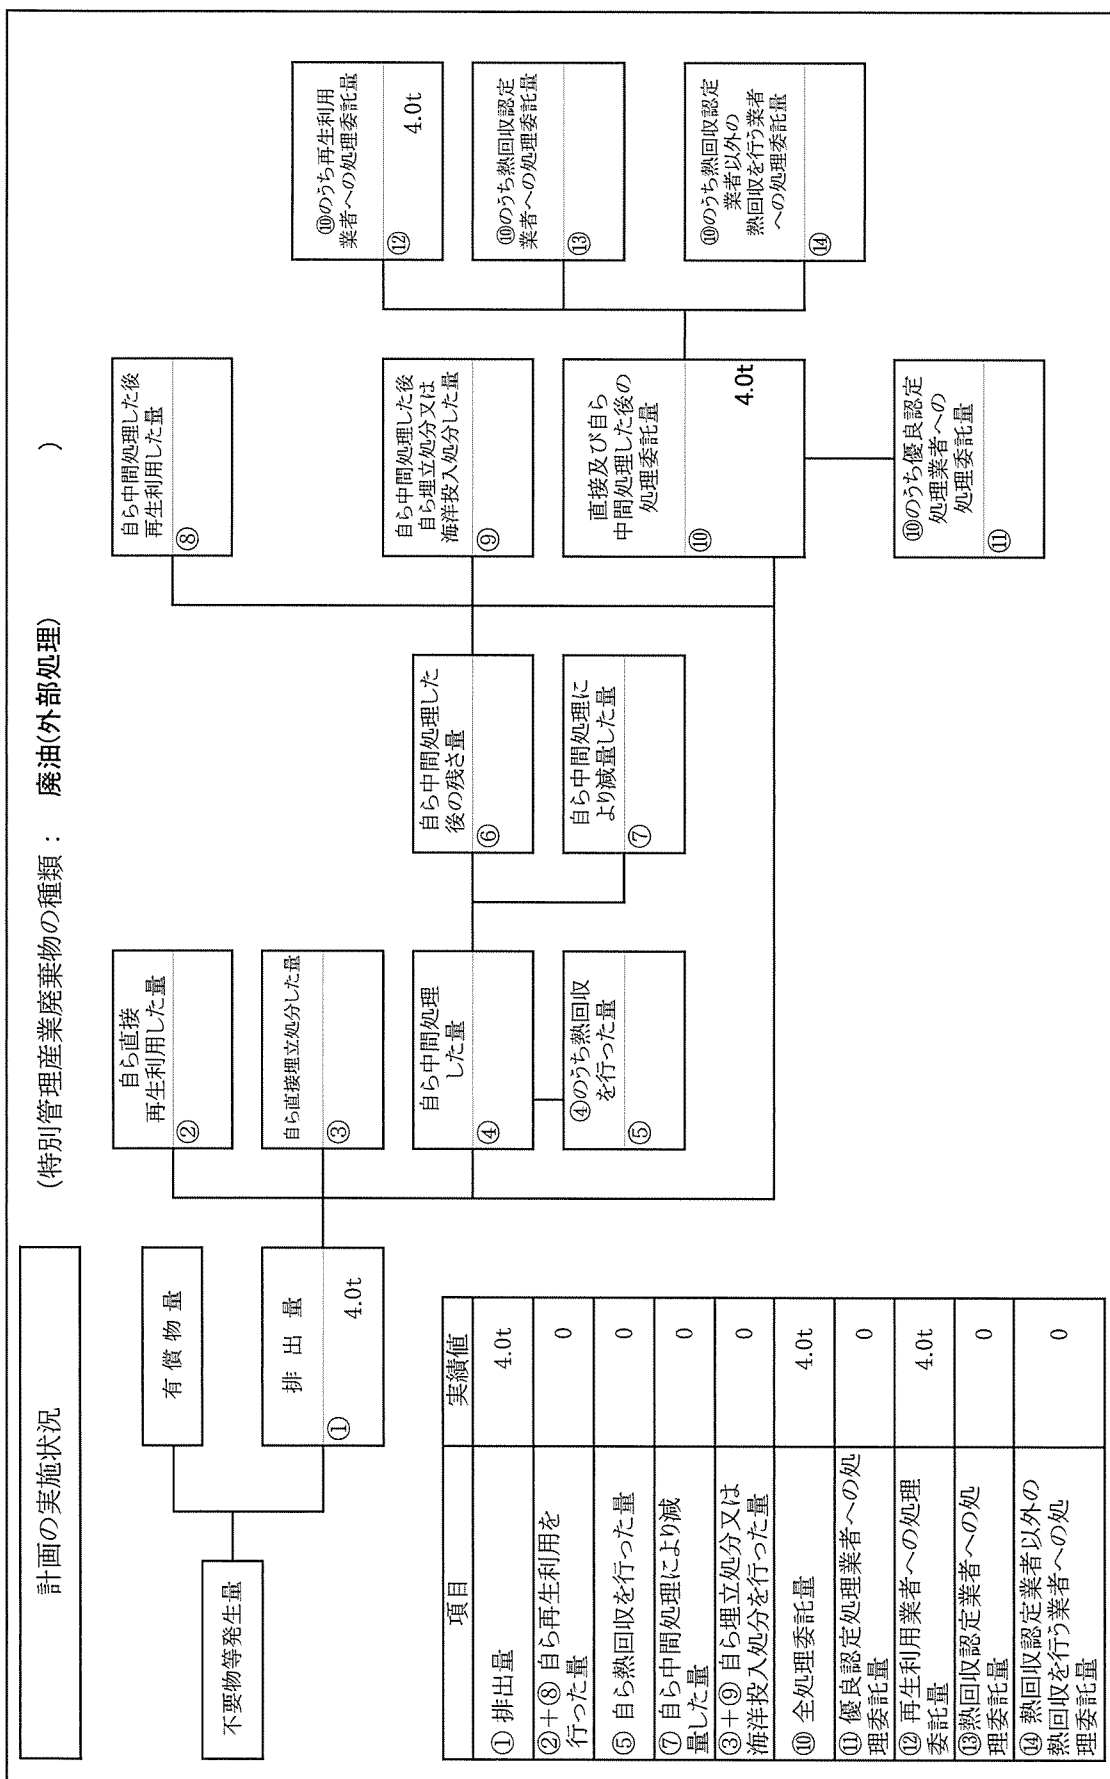 計画の実施状況
(特別管理産業廃棄物の種類： 廃油(外部処理) )
不要物等発生量
有 償 物 量
排 出 量
① 4.0t
自ら直接
再生利用した量
②
自ら直接埋立処分した量
③
自ら中間処理
した量
④
④のうち熱回収
を行った量
⑤
自ら中間処理した
後の残さ量
⑥
自ら中間処理に
より減量した量
⑦
自ら中間処理した後
再生利用した量
⑧
自ら中間処理した後
自ら埋立処分又は
海洋投入処分した量
⑨
直接及び自ら
中間処理した後の
処理委託量
⑩ 4.0t
⑩のうち優良認定
処理業者への
処理委託量
⑪
⑩のうち再生利用
業者への処理委託量
⑫ 4.0t
⑩のうち熱回収認定
業者への処理委託量
⑬
⑩のうち熱回収認定
業者以外の
熱回収を行う業者
への処理委託量
⑭
項目 実績値
① 排出量 4.0t
②＋⑧ 自ら再生利用を
行った量 0
⑤ 自ら熱回収を行った量 0
⑦ 自ら中間処理により減
量した量 0
③＋⑨ 自ら埋立処分又は
海洋投入処分を行った量 0
⑩ 全処理委託量 4.0t
⑪ 優良認定処理業者への処
理委託量 0
⑫ 再生利用業者への処理
委託量 4.0t
⑬熱回収認定業者への処
理委託量 0
⑭ 熱回収認定業者以外の
熱回収を行う業者への処
理委託量 0